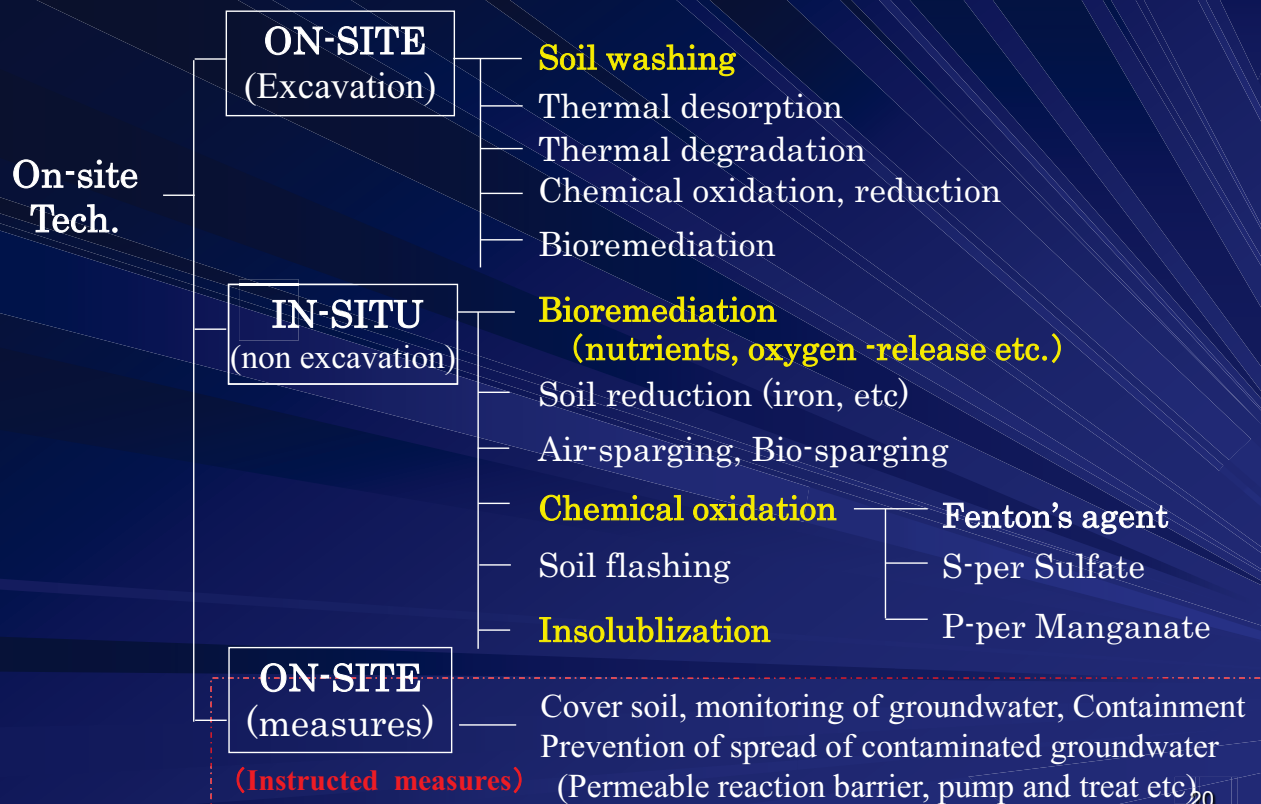 On-site
Tech.
ON-SITE
(Excavation)
Soil washing
Thermal desorption
Thermal degradation
Chemical oxidation, reduction
Bioremediation
IN-SITU
(non excavation)
Bioremediation
（nutrients, oxygen -release etc.）
Soil reduction (iron, etc)
Air-sparging, Bio-sparging
Chemical oxidation
Fenton’s agent
S-per Sulfate
P-per Manganate
Soil flashing
Insolublization
ON-SITE
(measures)
（Instructed measures）
Cover soil, monitoring of groundwater, Containment
Prevention of spread of contaminated groundwater
(Permeable reaction barrier, pump and treat etc)
20